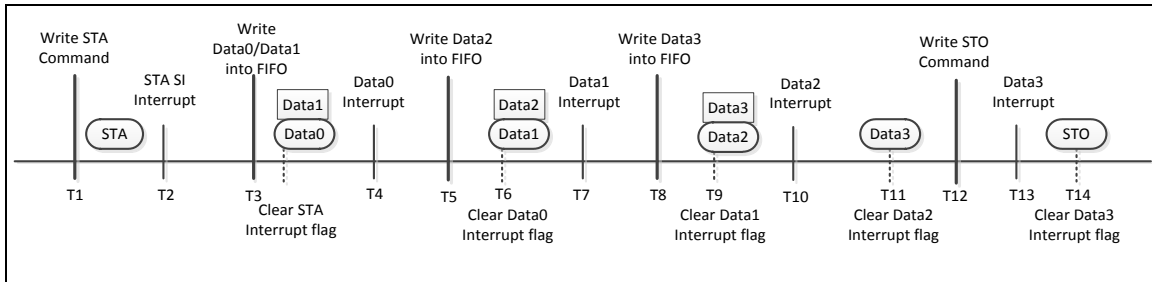 Write STA
Command
STA SI
Interrupt
Write
Data0/Data1
into FIFO
Data0
Interrupt
Write Data2
into FIFO
Data1
Interrupt
Write Data3
into FIFO
Data2
Interrupt
Write STO
Command
Data3
Interrupt
STA
Data1
Data0
Data2
Data1
Data3
Data2
Data3
STO
T1
T2
T3
T4
T5
T6
T7
T8
T9
T10
T11
T12
T13
T14
Clear STA
Interrupt flag
Clear Data0
Interrupt flag
Clear Data1
Interrupt flag
Clear Data2
Interrupt flag
Clear Data3
Interrupt flag